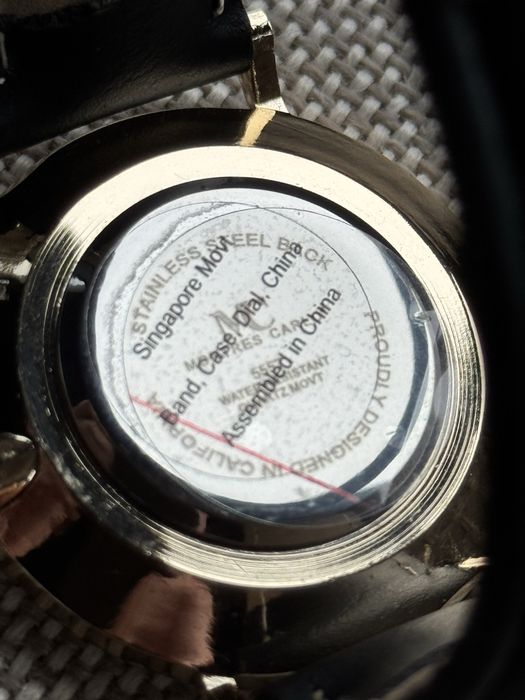 Singapore Movt
Band, Case, Dial, China
Assembled in China
STAINLESS STEEL BACK
PROUDLY DESIGNED IN CALIFORNIA
WATER RESISTANT
MOVT